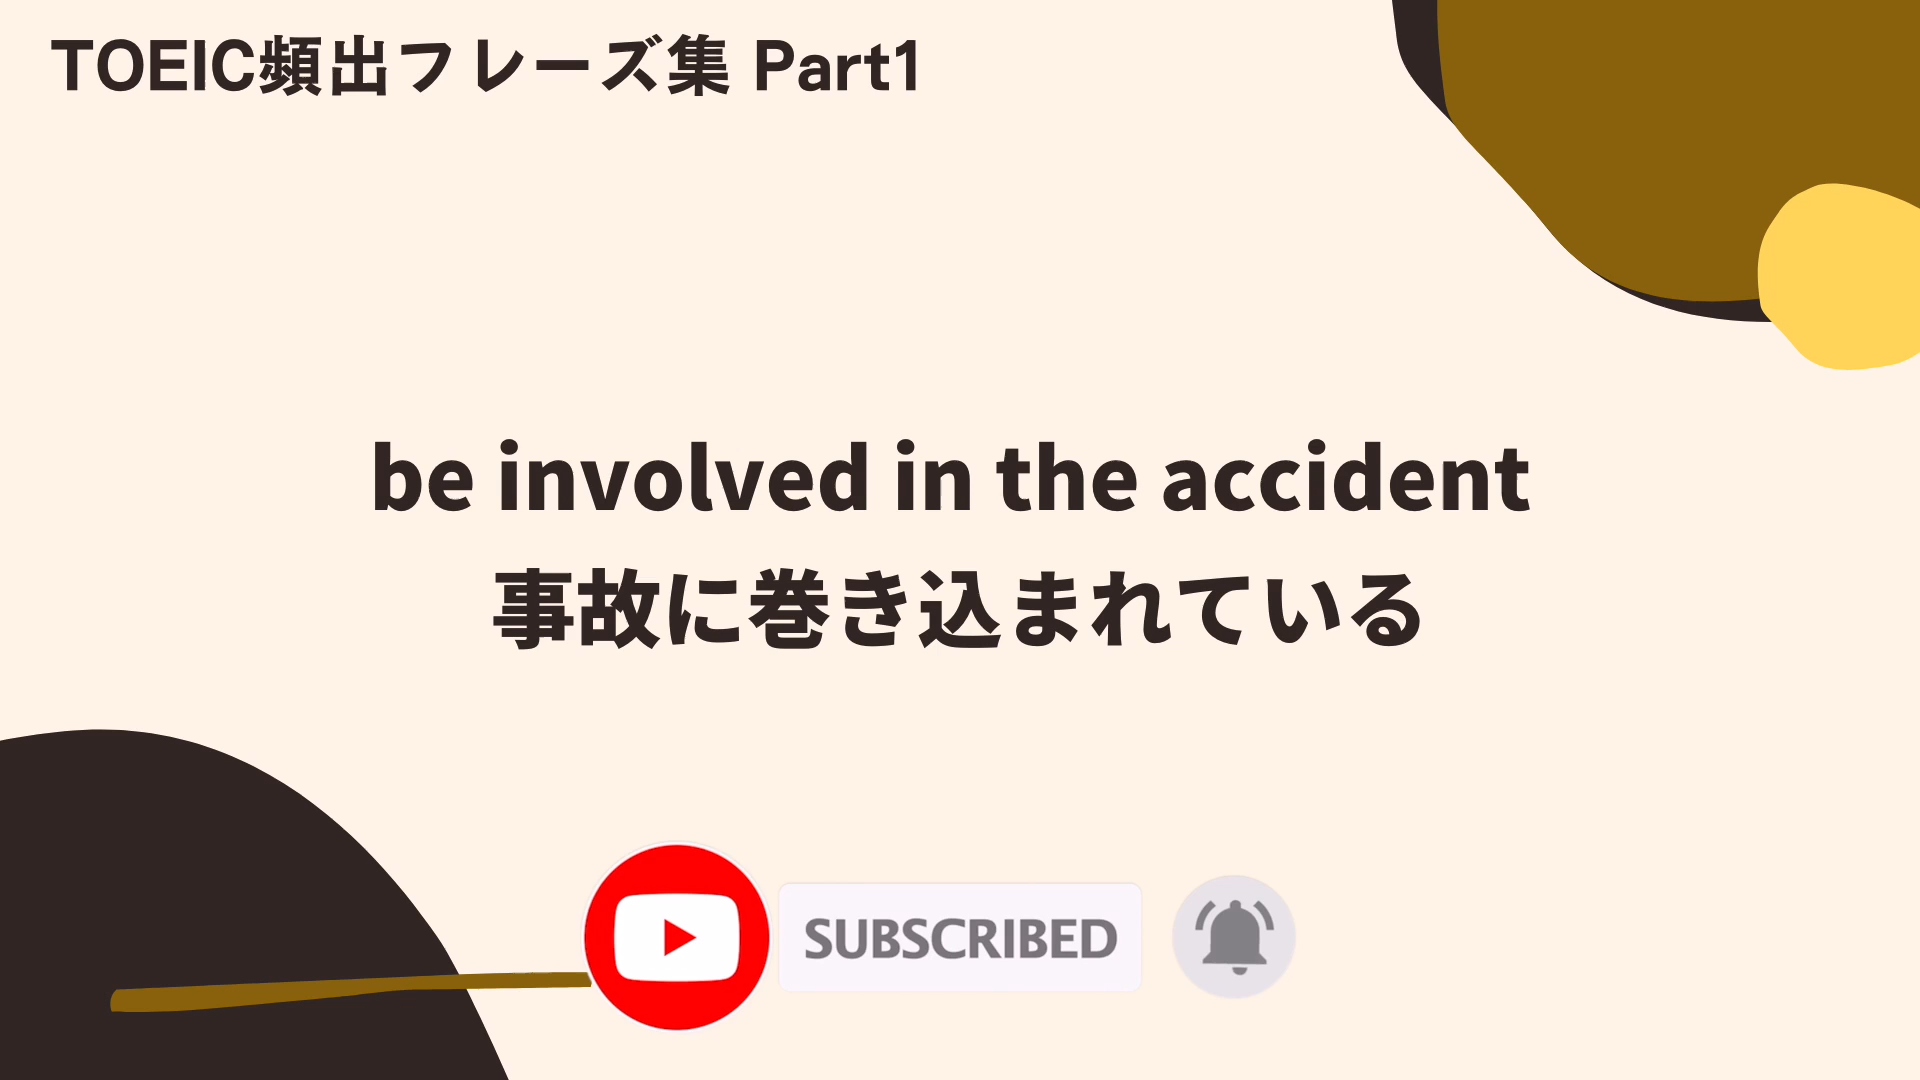 TOEIC頻出フレーズ集 Part1
be involved in the accident
事故に巻き込まれている
SUBSCRIBED